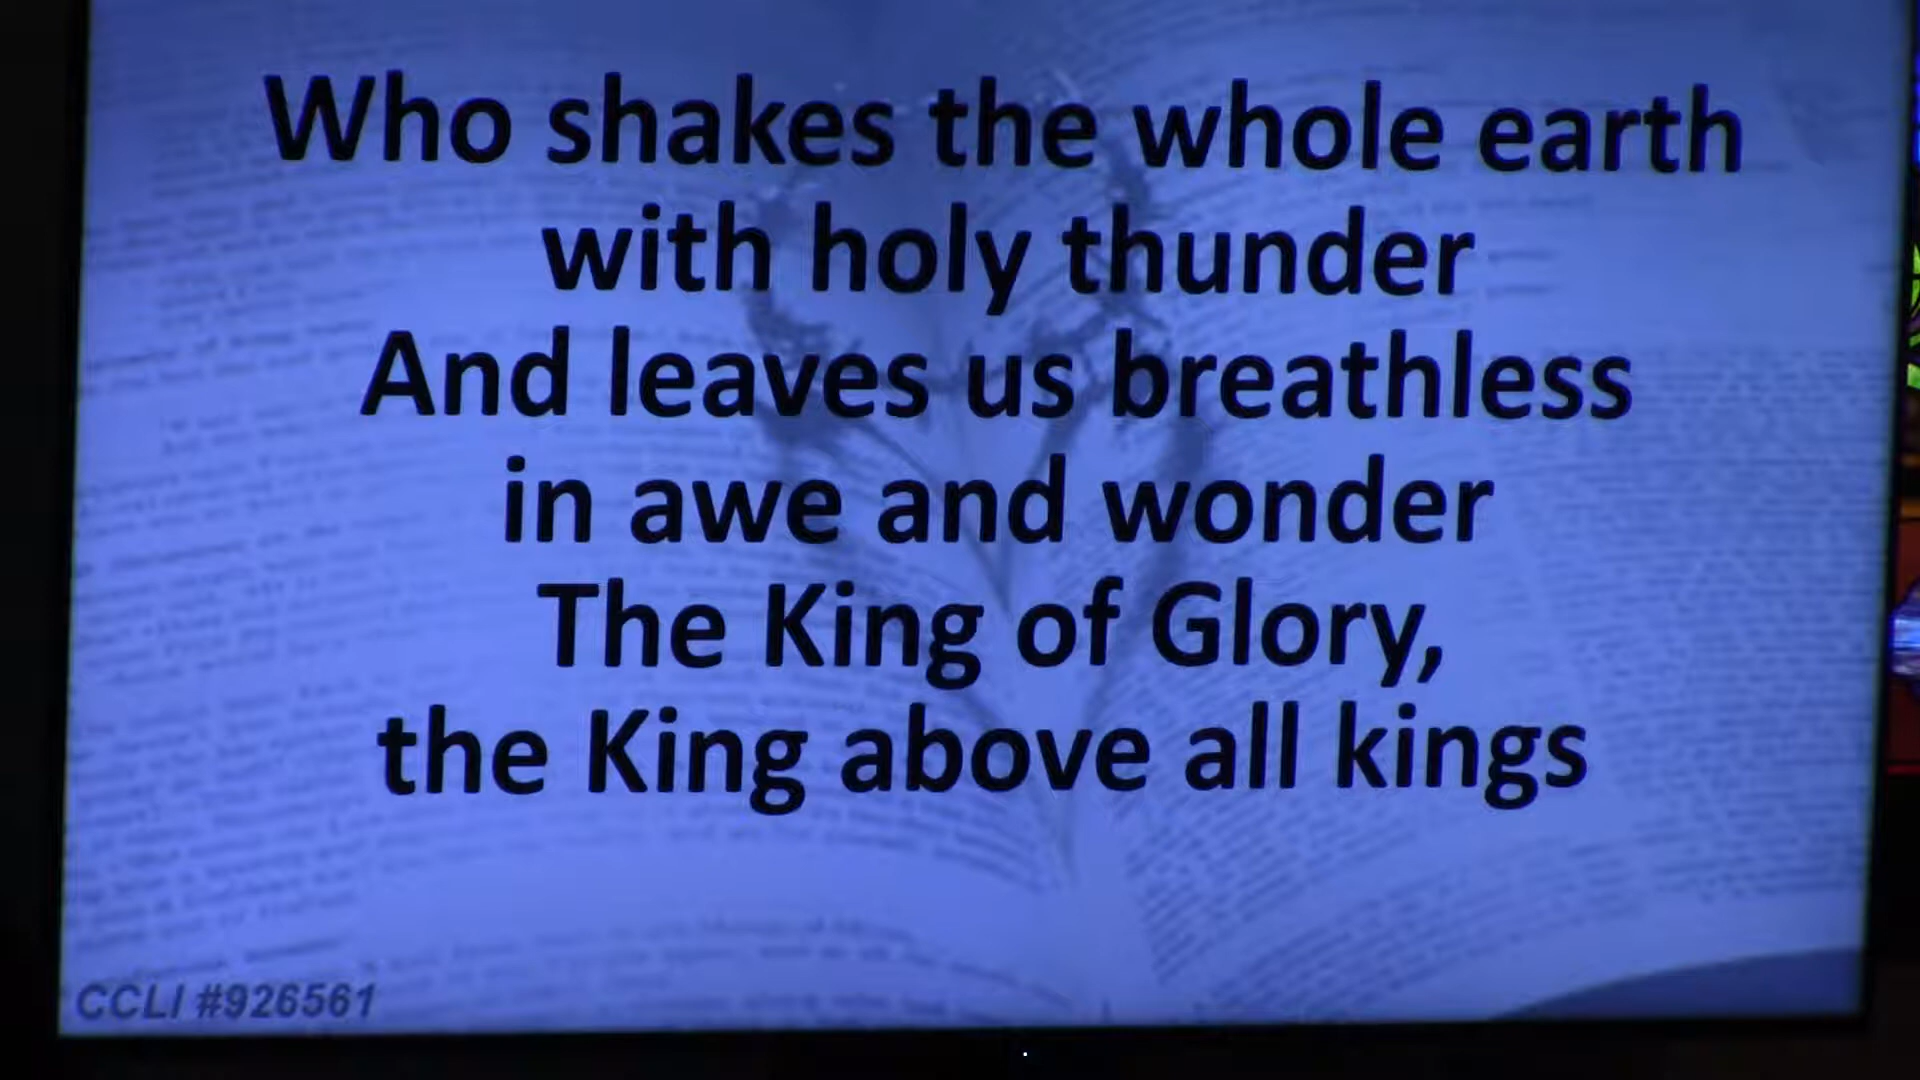 Who shakes the whole earth
with holy thunder
And leaves us breathless
in awe and wonder
The King of Glory,
the King above all kings
CCLI #926561